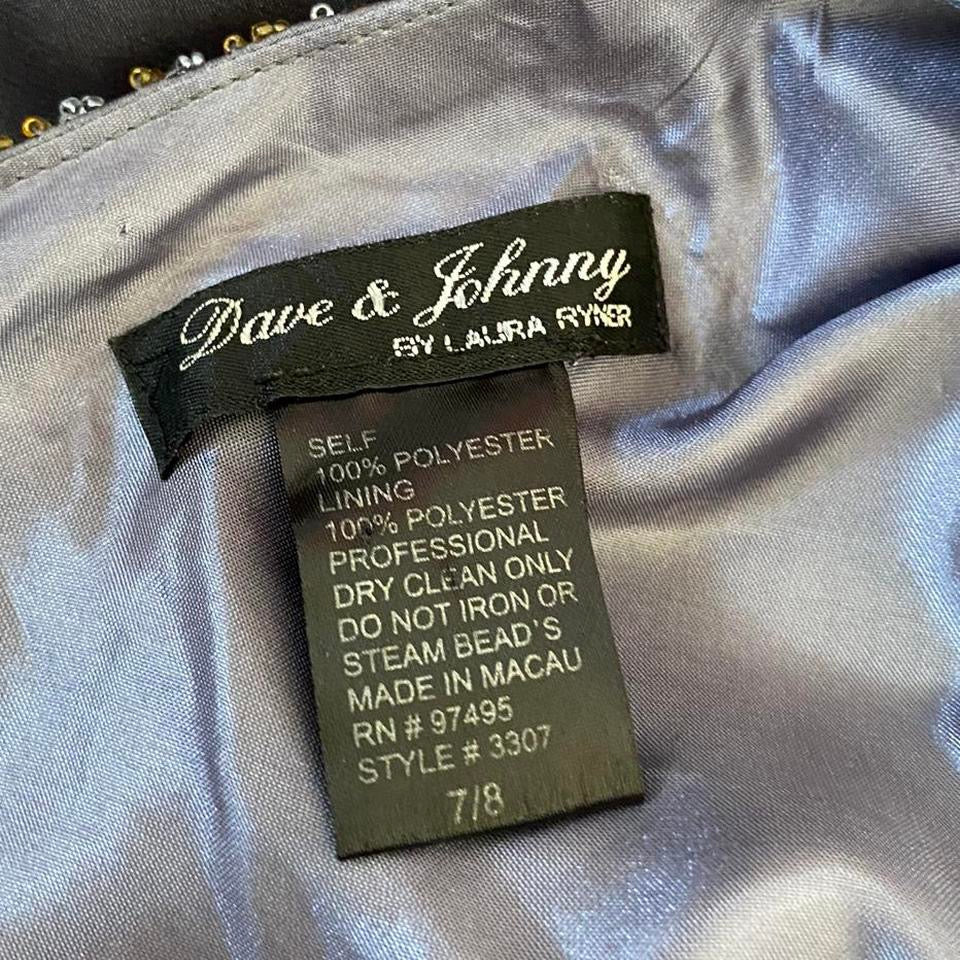 Dave & Johnny
BY LAURA RYNER
SELF
100% POLYESTER
LINING
100% POLYESTER
PROFESSIONAL
DRY CLEAN ONLY
DO NOT IRON OR
STEAM BEAD'S
MADE IN MACAU
RN # 97495
STYLE # 3307
7/8